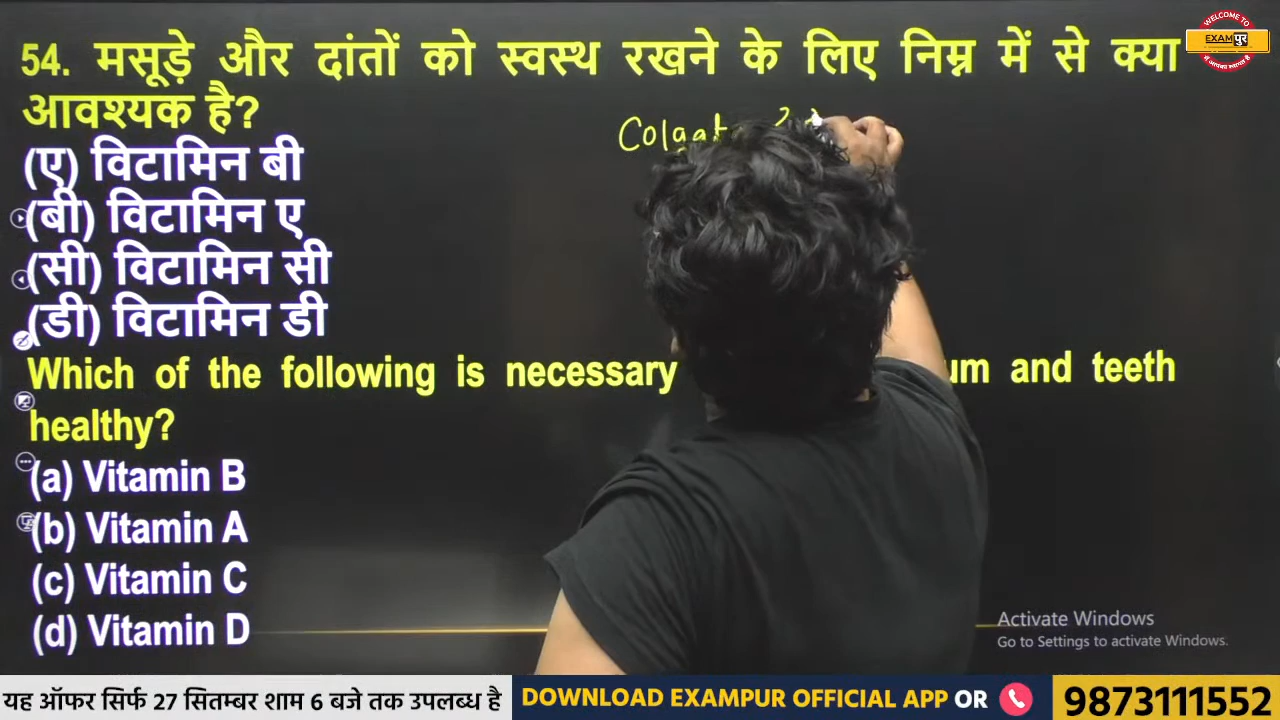 54. मसूड़े और दांतों को स्वस्थ रखने के लिए निम्न में से क्या
आवश्यक है?
(ए) विटामिन बी
(बी) विटामिन ए
(सी) विटामिन सी
(डी) विटामिन डी
Which of the following is necessary um and teeth
healthy?
(a) Vitamin B
(b) Vitamin A
(c) Vitamin C
(d) Vitamin D
WELCOME TO
EXAMपुर
Activate Windows
Go to Settings to activate Windows.
यह ऑफर सिर्फ 27 सितम्बर शाम 6 बजे तक उपलब्ध है
DOWNLOAD EXAMPUR OFFICIAL APP OR
9873111552